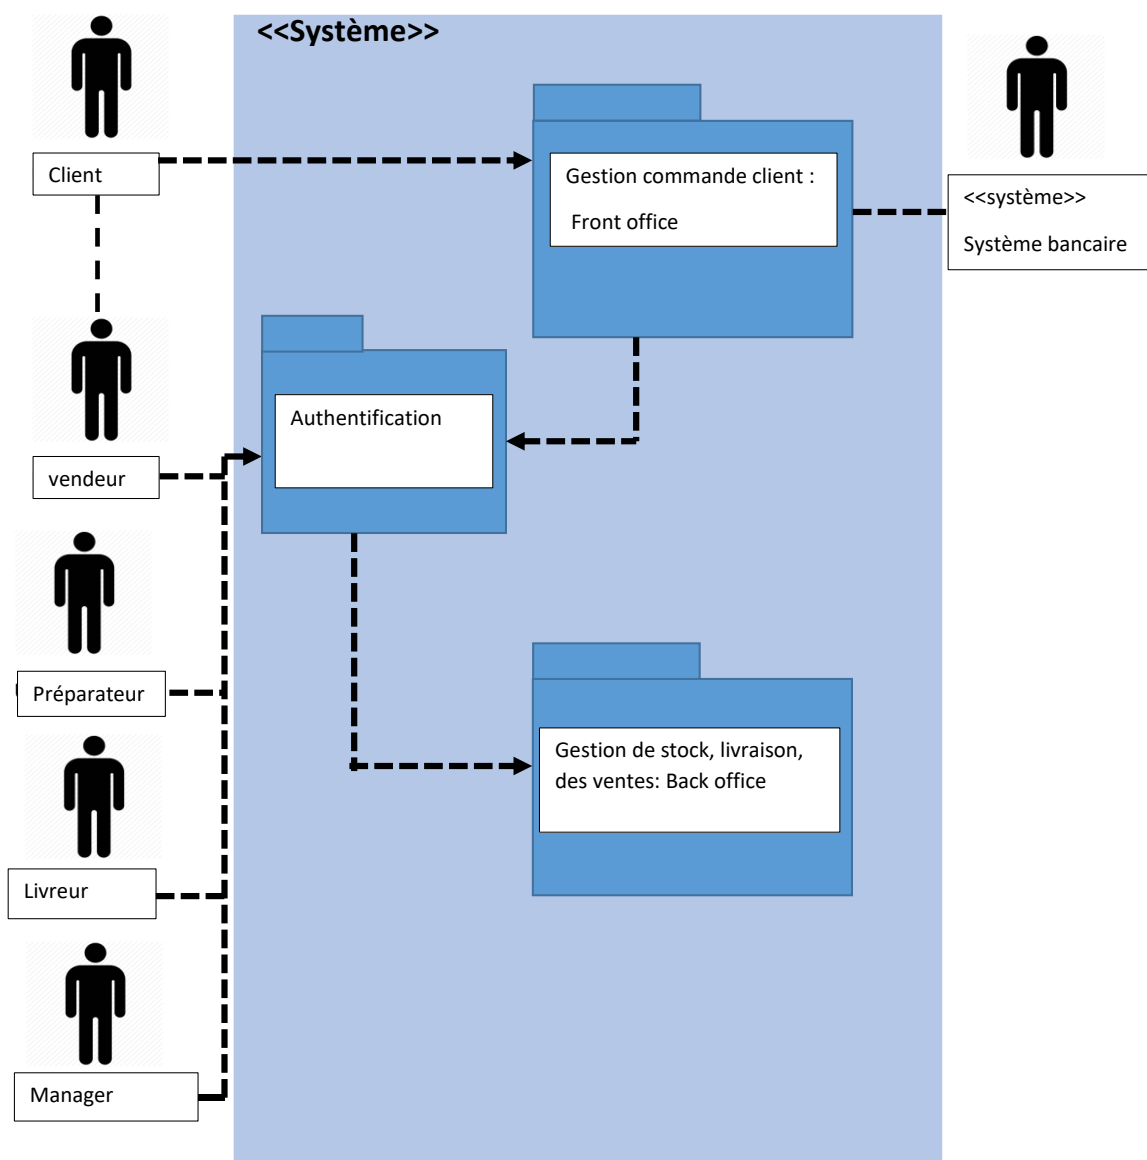 <<Système>>
Client
Gestion commande client :
Front office
<<système>>
Système bancaire
Authentification
vendeur
Préparateur
Gestion de stock, livraison,
des ventes: Back office
Livreur
Manager